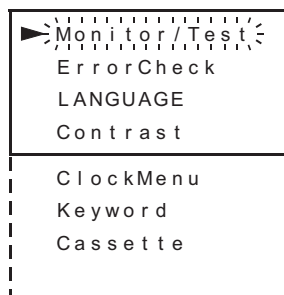 Monitor/Test
ErrorCheck
LANGUAGE
Contrast
ClockMenu
Keyword
Cassette